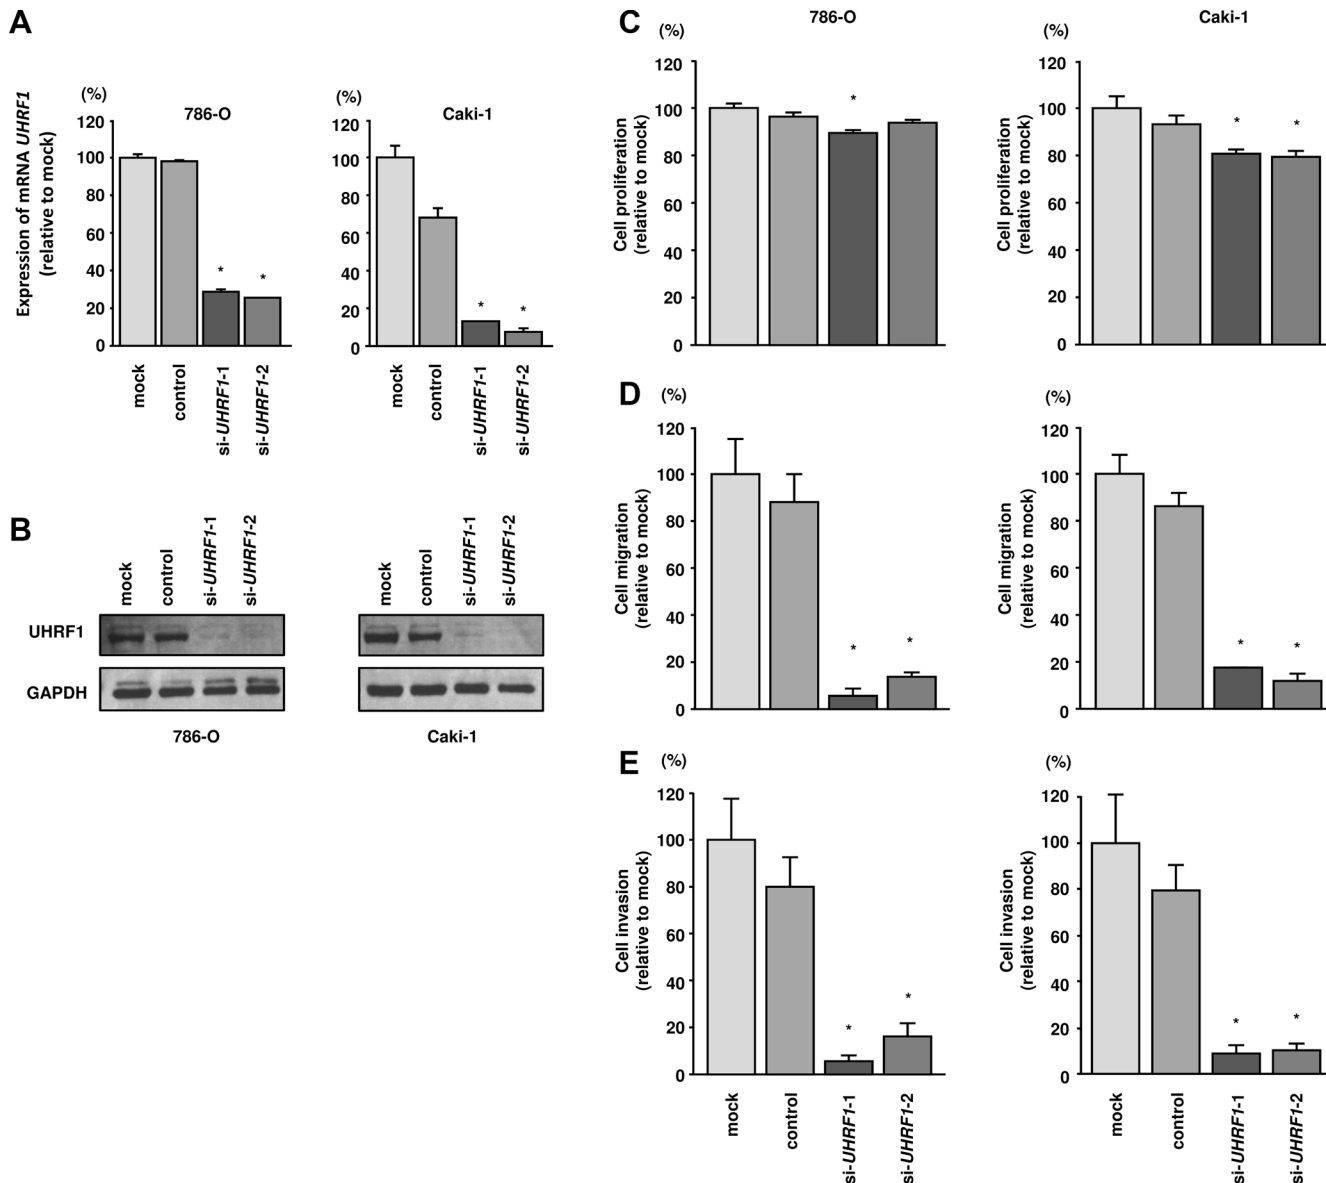 A
(%)
786-O
Expression of mRNA UHRF1
(relative to mock)
120
100
80
60
40
20
0
*
*
mock
control
si-UHRF1-1
si-UHRF1-2
(%)
Caki-1
120
100
80
60
40
20
0
*
*
mock
control
si-UHRF1-1
si-UHRF1-2
B
mock
control
si-UHRF1-1
si-UHRF1-2
mock
control
si-UHRF1-1
si-UHRF1-2
UHRF1
GAPDH
786-O
Caki-1
C
(%)
786-O
Cell proliferation
(relative to mock)
120
100
80
60
40
100
0
*
(%)
Caki-1
Cell proliferation
(relative to mock)
120
100
80
60
40
100
0
*
*
D
(%)
Cell migration
(relative to mock)
120
100
80
60
40
20
0
*
*
(%)
Cell migration
(relative to mock)
120
100
80
60
40
20
0
*
*
E
(%)
Cell invasion
(relative to mock)
120
100
80
60
40
20
0
*
*
mock
control
si-UHRF1-1
si-UHRF1-2
(%)
Cell invasion
(relative to mock)
120
100
80
60
40
20
0
*
*
mock
control
si-UHRF1-1
si-UHRF1-2